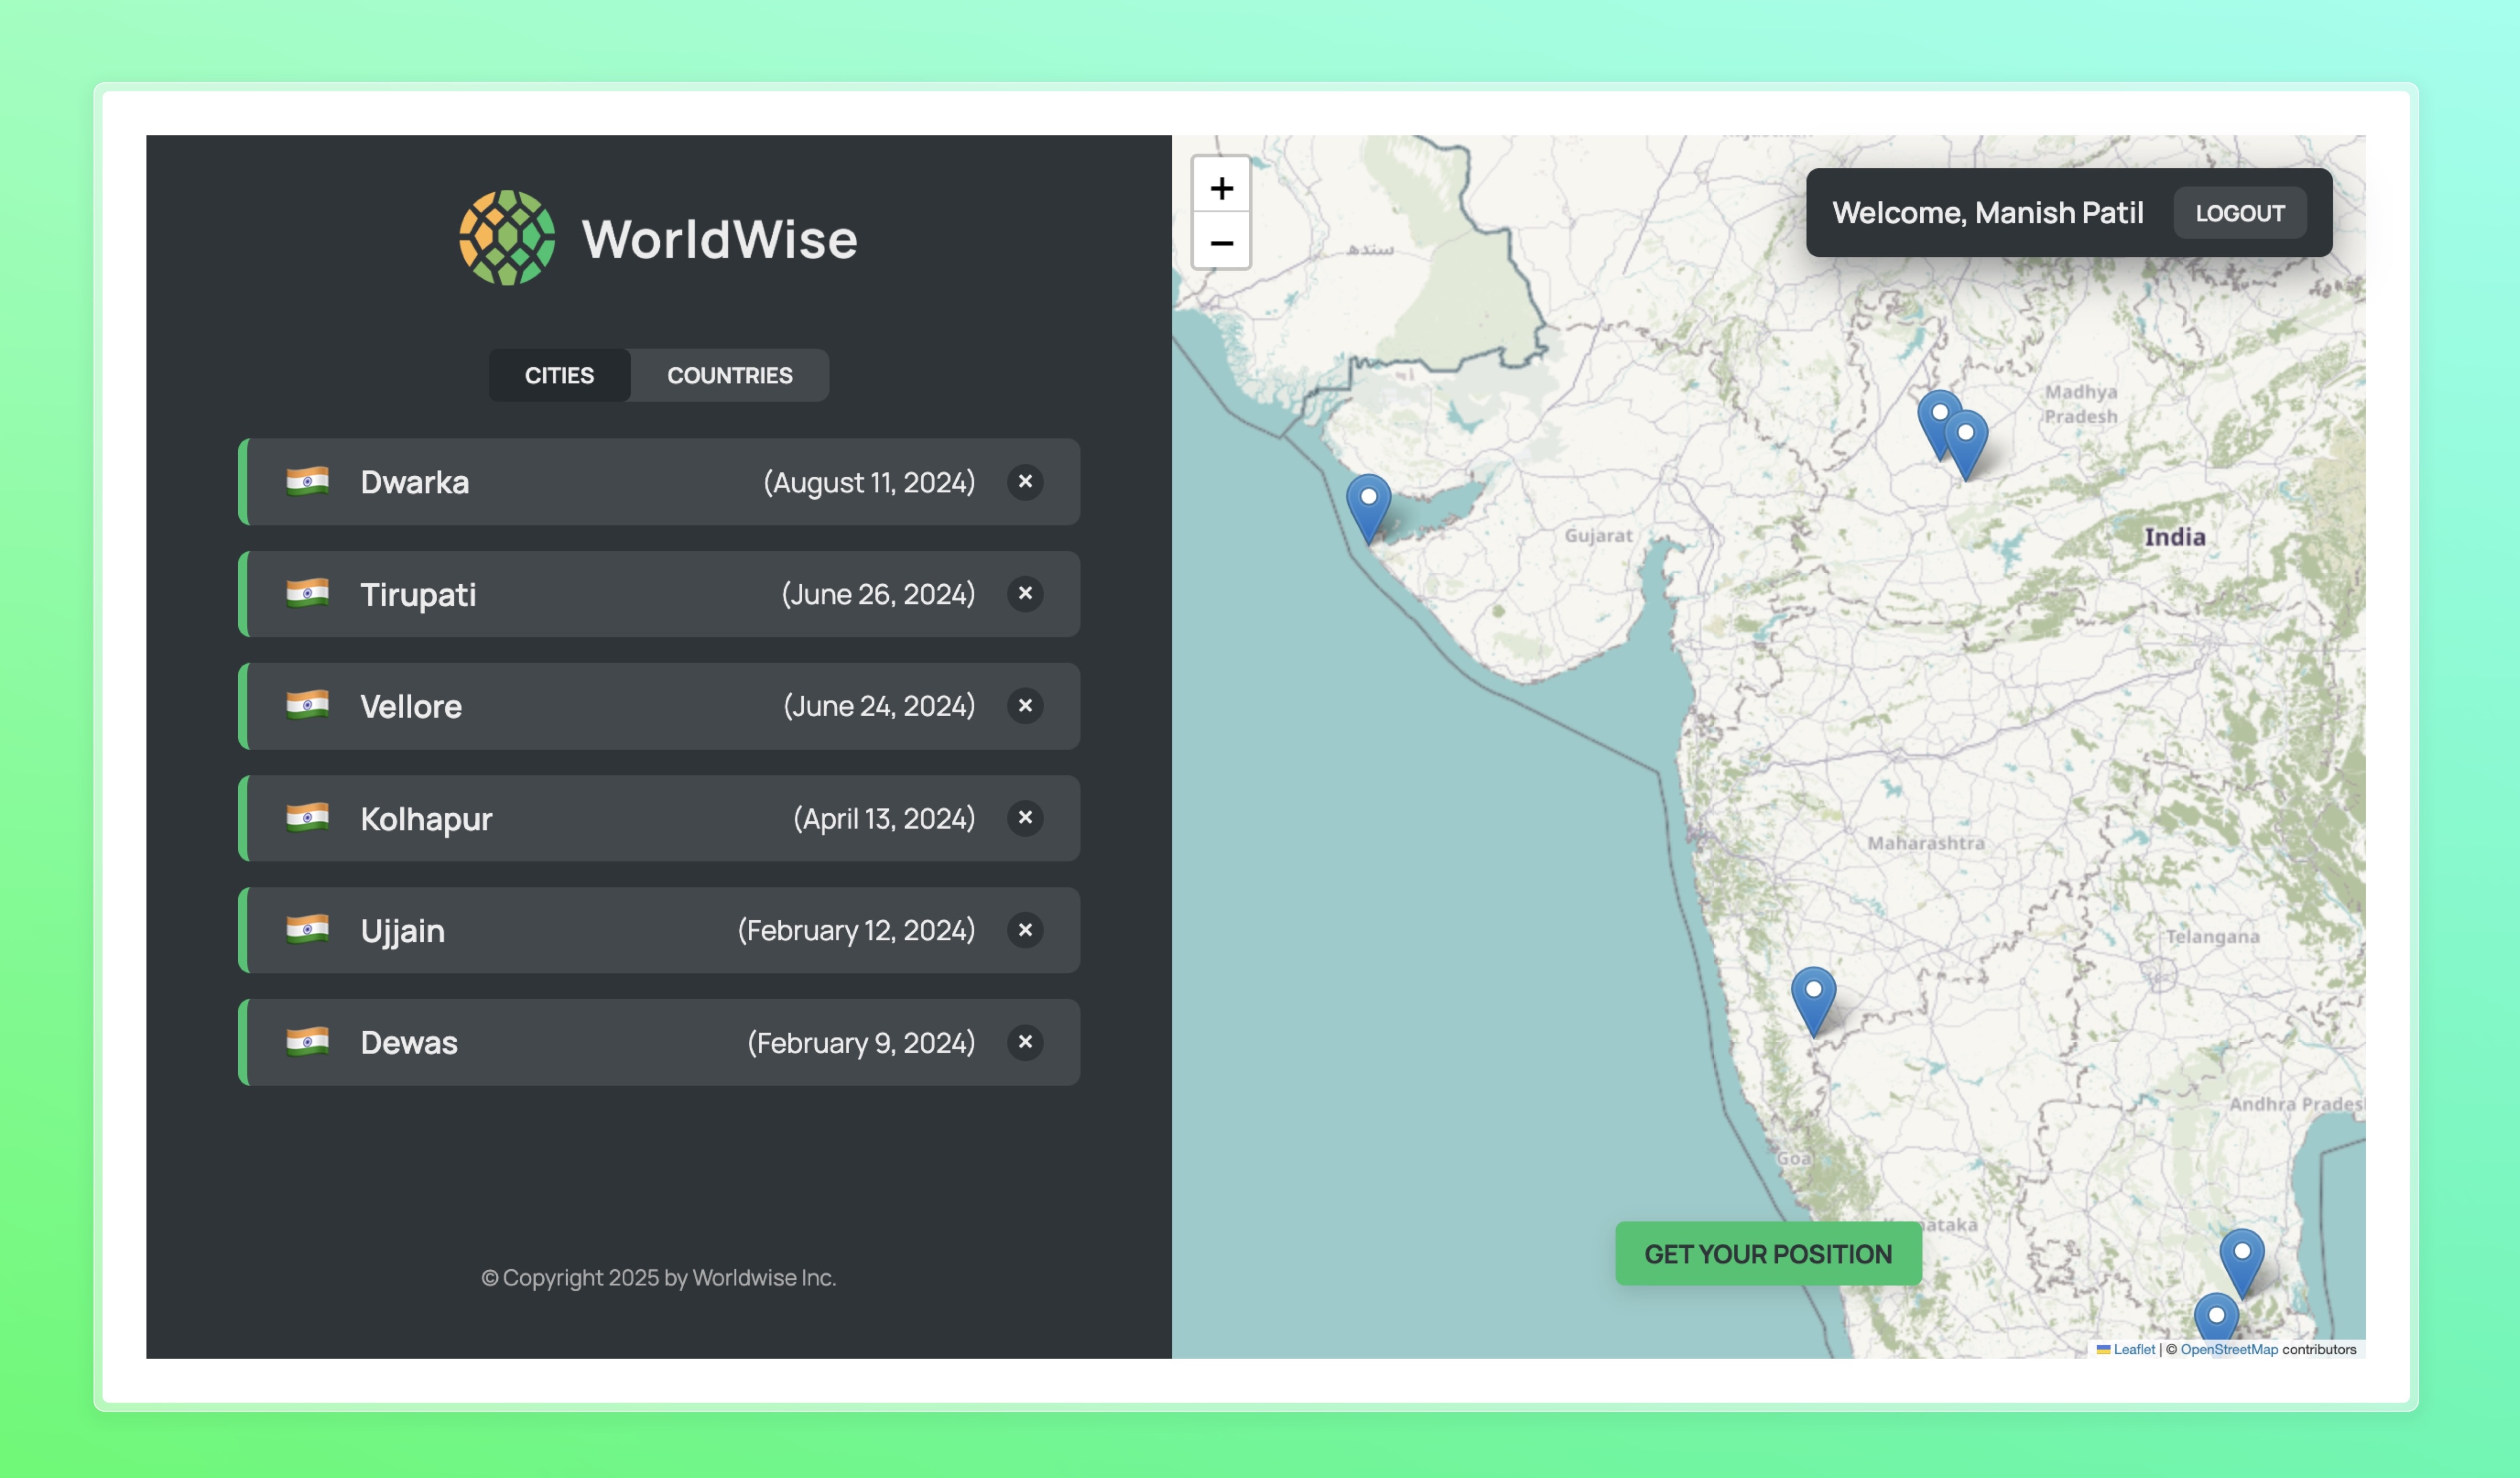 WorldWise
CITIES
COUNTRIES
Dwarka
(August 11, 2024)
×
Tirupati
(June 26, 2024)
×
Vellore
(June 24, 2024)
×
Kolhapur
(April 13, 2024)
×
Ujjain
(February 12, 2024)
×
Dewas
(February 9, 2024)
×
© Copyright 2025 by Worldwise Inc.
+
−
Welcome, Manish Patil
LOGOUT
سنده
Madhya
Pradesh
Gujarat
India
Maharashtra
Telangana
Andhra Prades
Goa
nataka
GET YOUR POSITION
Leaflet | © OpenStreetMap contributors